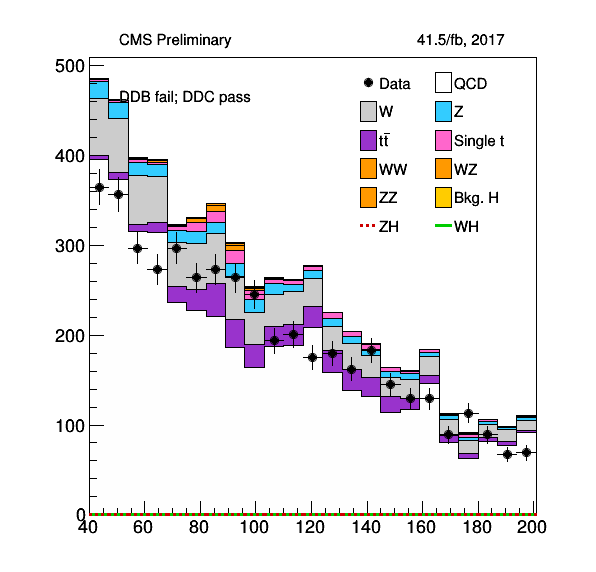 CMS Preliminary 41.5/fb, 2017
DDB fail; DDC pass
Data QCD
W Z
tt̅ Single t
WW WZ
ZZ Bkg. H
ZH WH
500
400
300
200
100
0
40 60 80 100 120 140 160 180 200